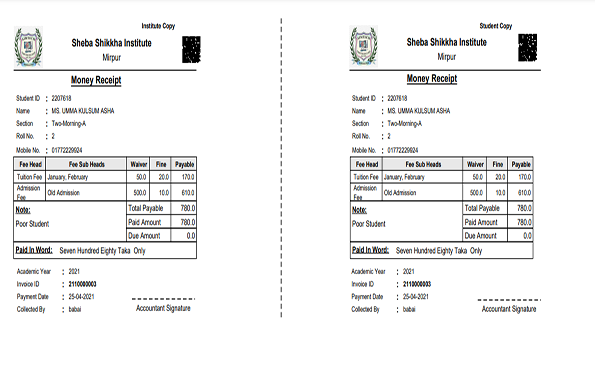 Institute Copy
Sheba Shikkha Institute
Mirpur
Money Receipt
Student ID : 2207618
Name : MS. UMMA KULSUM ASHA
Section : Two-Morning-A
Roll No. : 2
Mobile No. : 01772229924
Fee Head Fee Sub Heads Waiver Fine Payable
Tuition Fee January, February 50.0 20.0 170.0
Admission Fee Old Admission 500.0 10.0 610.0
Note: Total Payable 780.0
Poor Student Paid Amount 780.0
Due Amount 0.0
Paid In Word: Seven Hundred Eighty Taka Only
Academic Year : 2021
Invoice ID : 2110000003
Payment Date : 25-04-2021
Collected By : babai
Accountant Signature
Student Copy
Sheba Shikkha Institute
Mirpur
Money Receipt
Student ID : 2207618
Name : MS. UMMA KULSUM ASHA
Section : Two-Morning-A
Roll No. : 2
Mobile No. : 01772229924
Fee Head Fee Sub Heads Waiver Fine Payable
Tuition Fee January, February 50.0 20.0 170.0
Admission Fee Old Admission 500.0 10.0 610.0
Note: Total Payable 780.0
Poor Student Paid Amount 780.0
Due Amount 0.0
Paid In Word: Seven Hundred Eighty Taka Only
Academic Year : 2021
Invoice ID : 2110000003
Payment Date : 25-04-2021
Collected By : babai
Accountant Signature